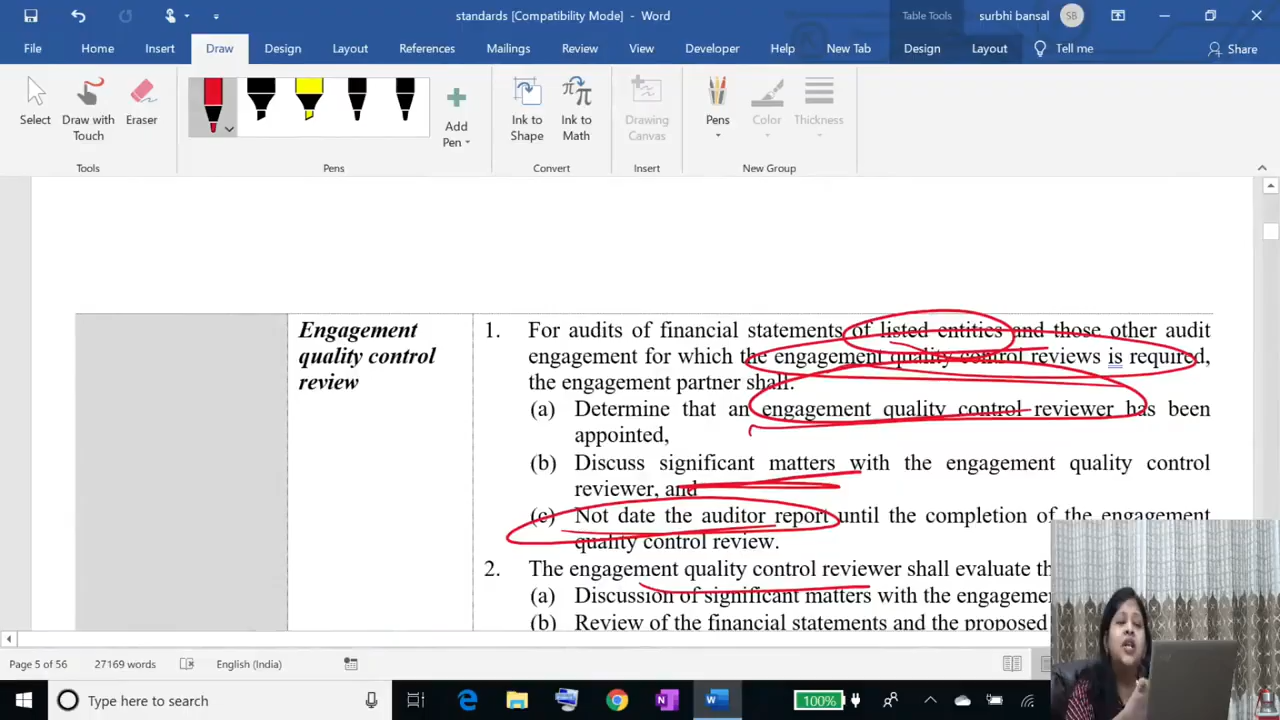 standards [Compatibility Mode] - Word
Table Tools
surbhi bansal
SB
File Home Insert Draw Design Layout References Mailings Review View Developer Help New Tab Design Layout Tell me Share
Select
Draw with Touch
Eraser
Add Pen
Ink to Shape
Ink to Math
Drawing Canvas
Pens
Color
Thickness
Tools
Pens
Convert
Insert
New Group
Engagement
quality control
review
1. For audits of financial statements of listed entities and those other audit
engagement for which the engagement quality control reviews is required,
the engagement partner shall:
(a) Determine that an engagement quality control reviewer has been
appointed,
(b) Discuss significant matters with the engagement quality control
reviewer, and
(c) Not date the auditor report until the completion of the engagement
quality control review.
2. The engagement quality control reviewer shall evaluate
(a) Discussion of significant matters with the
(b) Review of the financial statements and the proposed
Page 5 of 56 27169 words English (India)
Type here to search
100%